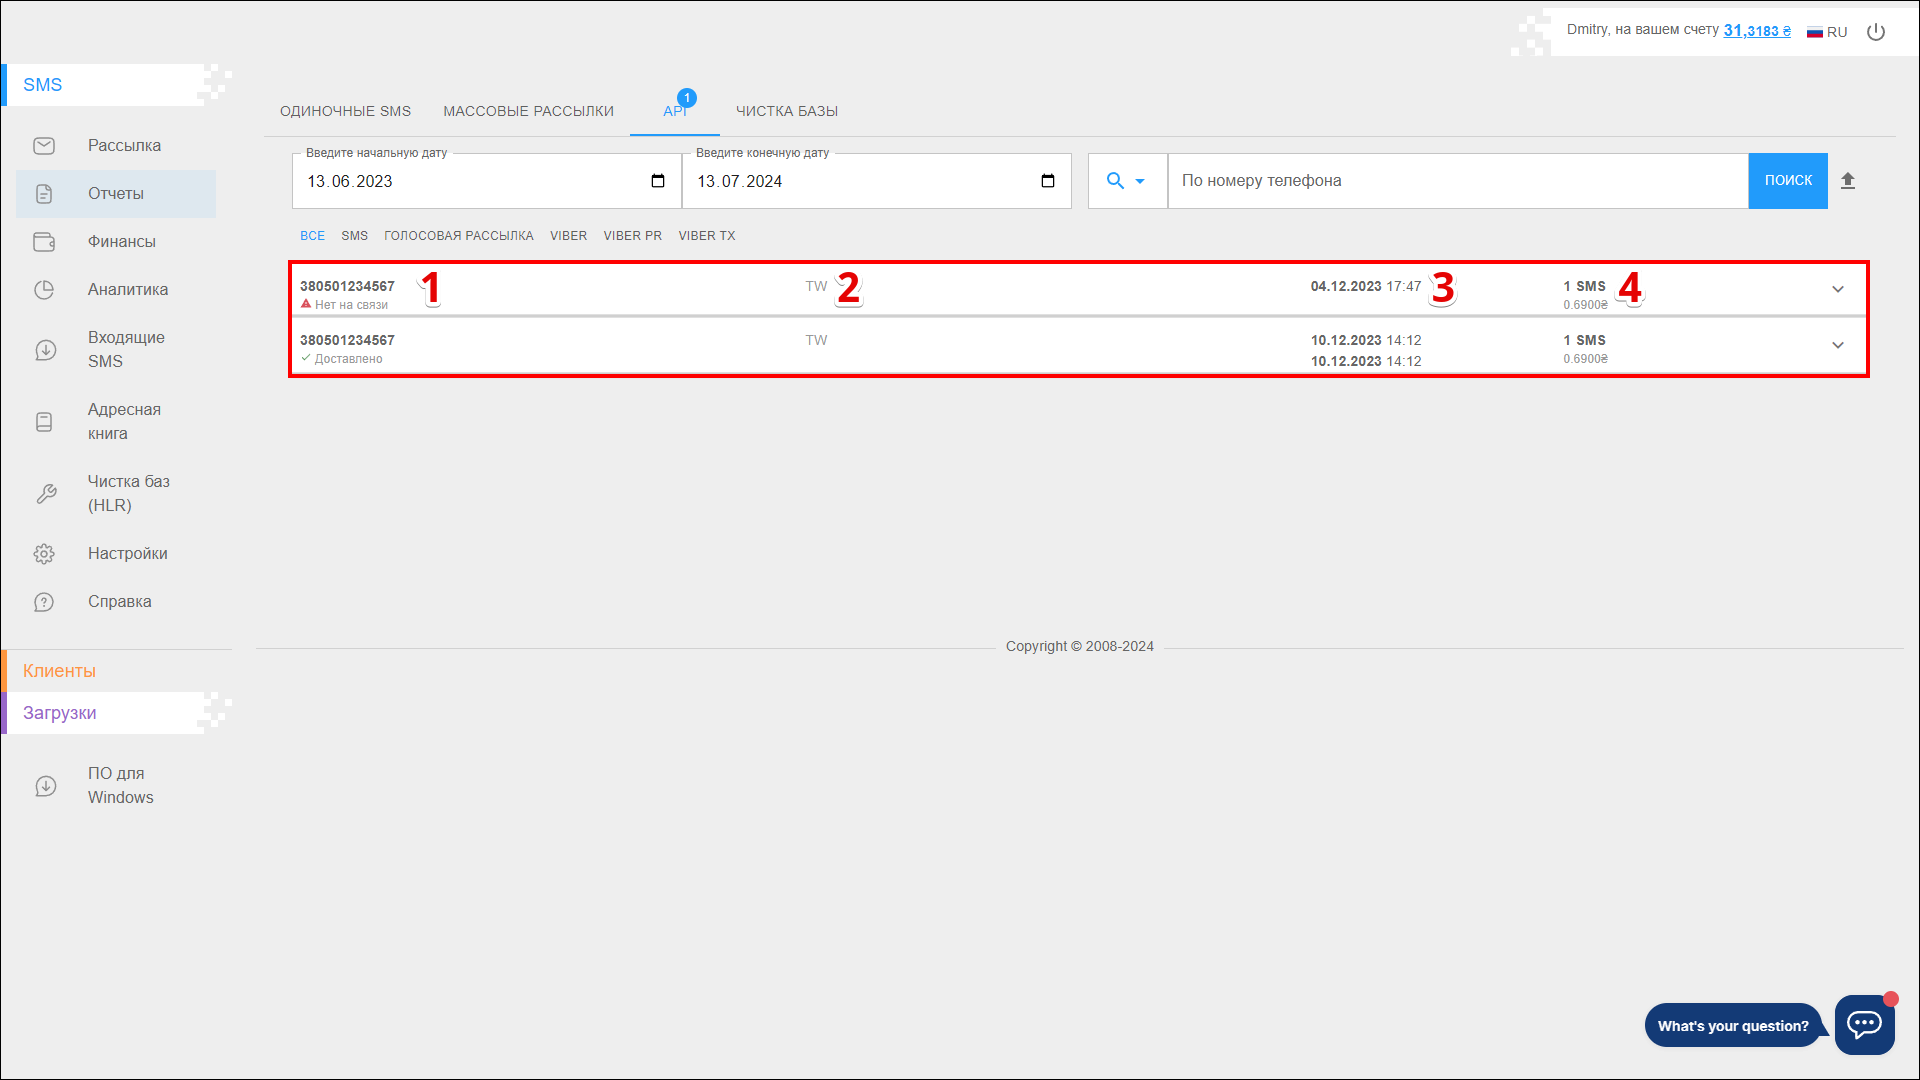 Dmitry, на вашем счету 31,3183 ₴ RU
SMS
Рассылка
Отчеты
Финансы
Аналитика
Входящие
SMS
Адресная
книга
Чистка баз
(HLR)
Настройки
Справка
Клиенты
Загрузки
ПО для
Windows
ОДИНОЧНЫЕ SMS МАССОВЫЕ РАССЫЛКИ API 1 ЧИСТКА БАЗЫ
Введите начальную дату
13.06.2023
Введите конечную дату
13.07.2024
По номеру телефона
ПОИСК
ВСЕ SMS ГОЛОСОВАЯ РАССЫЛКА VIBER VIBER PR VIBER TX
380501234567 1 TW 2 04.12.2023 17:47 3 1 SMS 4
Нет на связи 0.6900₴
380501234567 TW 10.12.2023 14:12 1 SMS
Доставлено 10.12.2023 14:12 0.6900₴
Copyright © 2008-2024
What's your question?